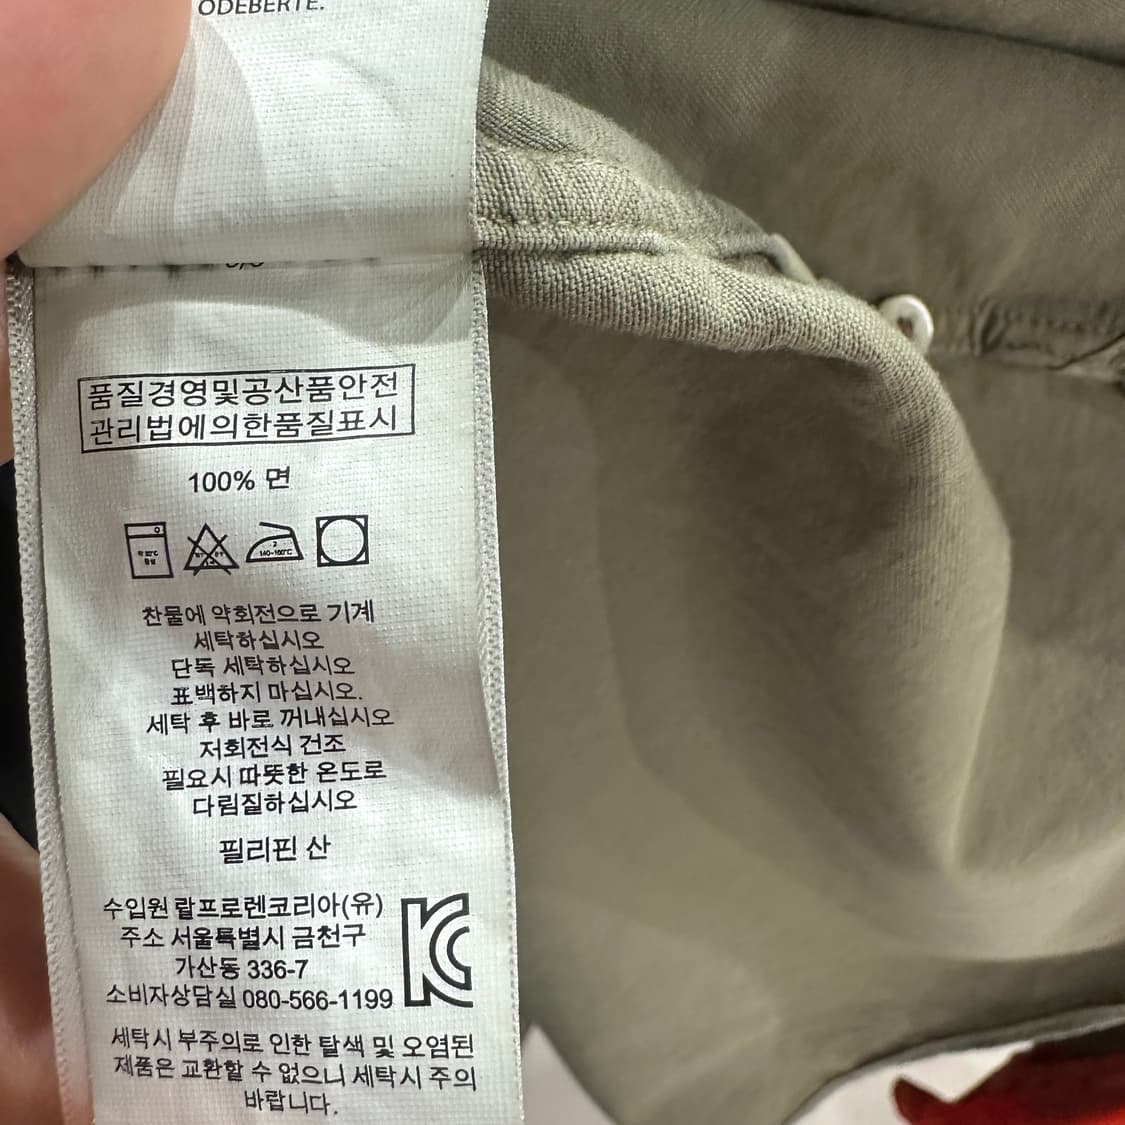 ODEBERTE.
품질경영및공산품안전
관리법에의한품질표시
100% 면
2
140~160°C
찬물에 약회전으로 기계
세탁하십시오
단독 세탁하십시오
표백하지 마십시오.
세탁 후 바로 꺼내십시오
저회전식 건조
필요시 따뜻한 온도로
다림질하십시오
필리핀 산
수입원 랄프로렌코리아(유)
주소 서울특별시 금천구
가산동 336-7
소비자상담실 080-566-1199
세탁시 부주의로 인한 탈색 및 오염된
제품은 교환할 수 없으니 세탁시 주의
바랍니다.